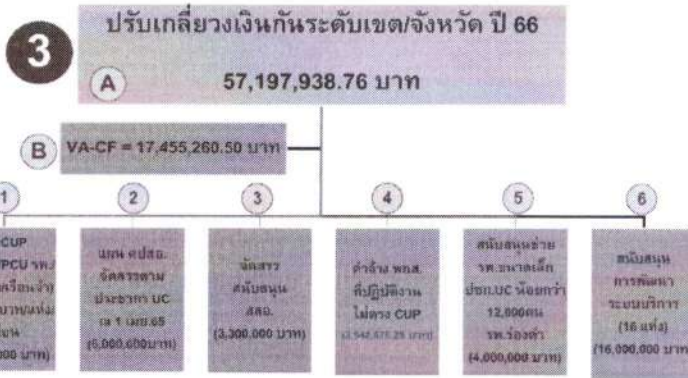 3
ปรับเกลี่ยวงเงินกันระดับเขต/จังหวัด ปี 66
A
57,197,938.76 บาท
B
VA-CF = 17,455,260.50 บาท
1
2
3
4
5
6
CUP
PCU รพ./
แผน คปสอ.
จัดสรรตาม
ประชากร UC
ณ 1 เมย.65
(6,000,000บาท)
จัดสรร
สนับสนุน
สสอ.
(3,300,000 บาท)
ค่าจ้าง พกส.
ที่ปฏิบัติงาน
ไม่ตรง CUP
สนับสนุนช่วย
รพ.ขนาดเล็ก
ปชก.UC น้อยกว่า
12,000คน
รพ.ร่องคำ
(4,000,000 บาท)
สนับสนุน
การพัฒนา
ระบบบริการ
(16 แห่ง)
(16,000,000 บาท